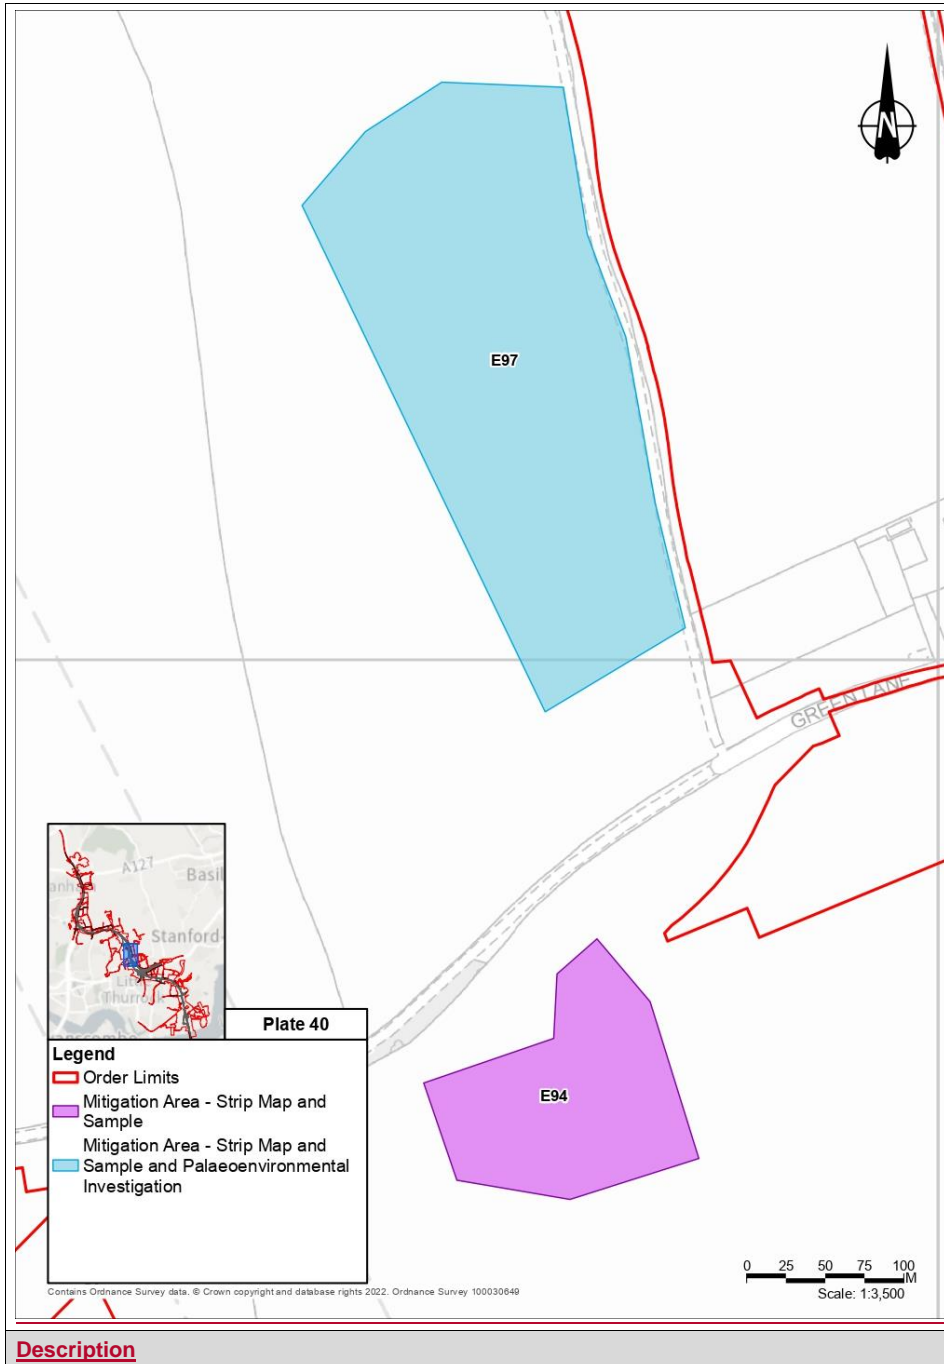 N
E97
GREEN LANE
A127
Basil
Stanford-
Thurro
Plate 40
Legend
Order Limits
Mitigation Area - Strip Map and
Sample
Mitigation Area - Strip Map and
Sample and Palaeoenvironmental
Investigation
E94
0 25 50 75 100
M
Scale: 1:3,500
Contains Ordnance Survey data. © Crown copyright and database rights 2022. Ordnance Survey 100030649
Description